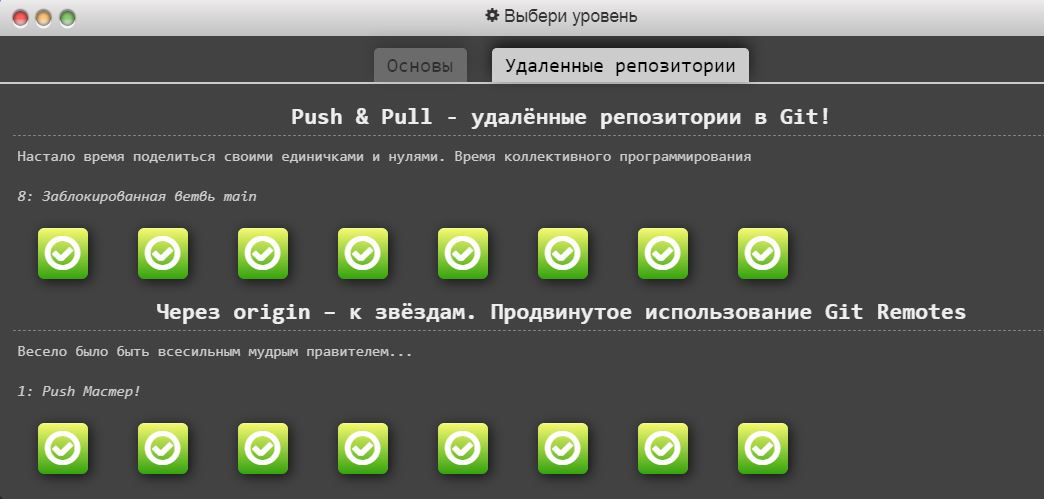 Выбери уровень
Основы
Удаленные репозитории
Push & Pull - удалённые репозитории в Git!
Настало время поделиться своими единичками и нулями. Время коллективного программирования
8: Заблокированная ветвь main
Через origin – к звёздам. Продвинутое использование Git Remotes
Весело было быть всесильным мудрым правителем...
1: Push Мастер!